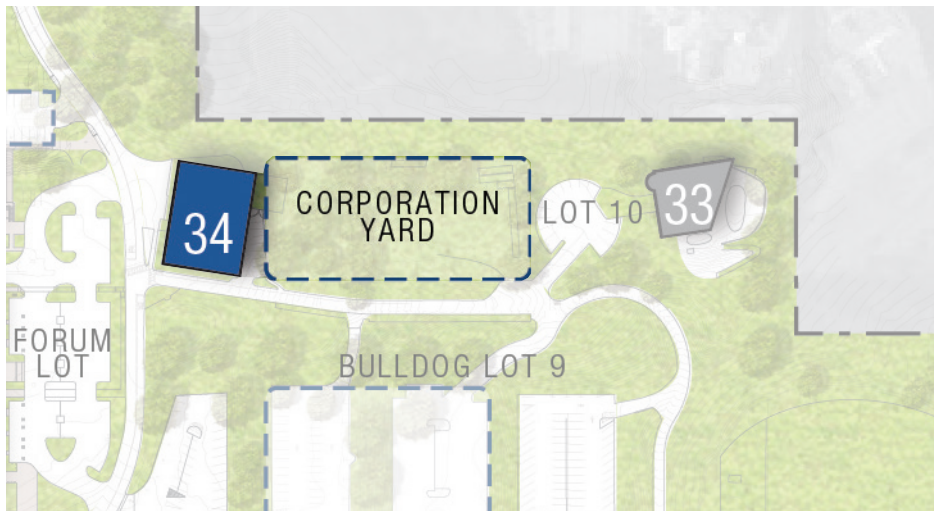 CORPORATION
YARD
34
LOT 10
33
FORUM
LOT
BULLDOG LOT 9